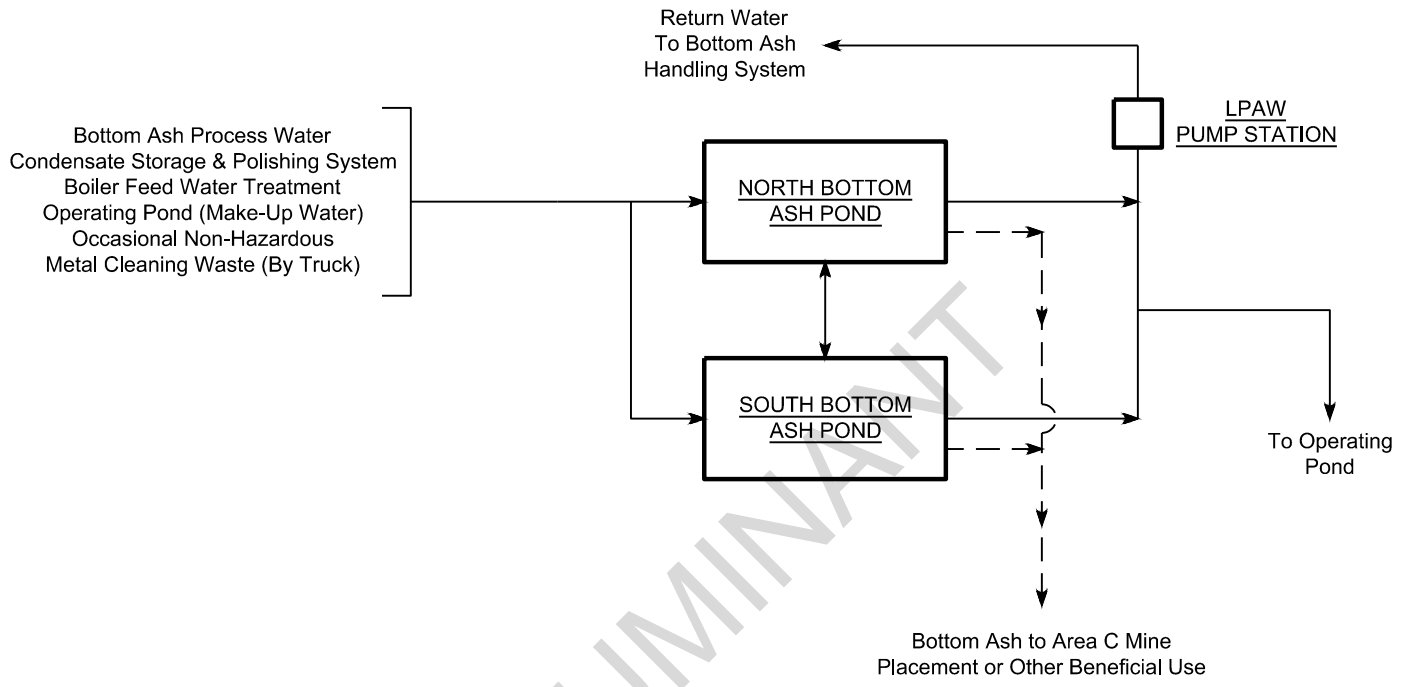 Return Water
To Bottom Ash
Handling System
LPAW
PUMP STATION
Bottom Ash Process Water
Condensate Storage & Polishing System
Boiler Feed Water Treatment
Operating Pond (Make-Up Water)
Occasional Non-Hazardous
Metal Cleaning Waste (By Truck)
NORTH BOTTOM
ASH POND
SOUTH BOTTOM
ASH POND
To Operating
Pond
Bottom Ash to Area C Mine
Placement or Other Beneficial Use
UMINANT